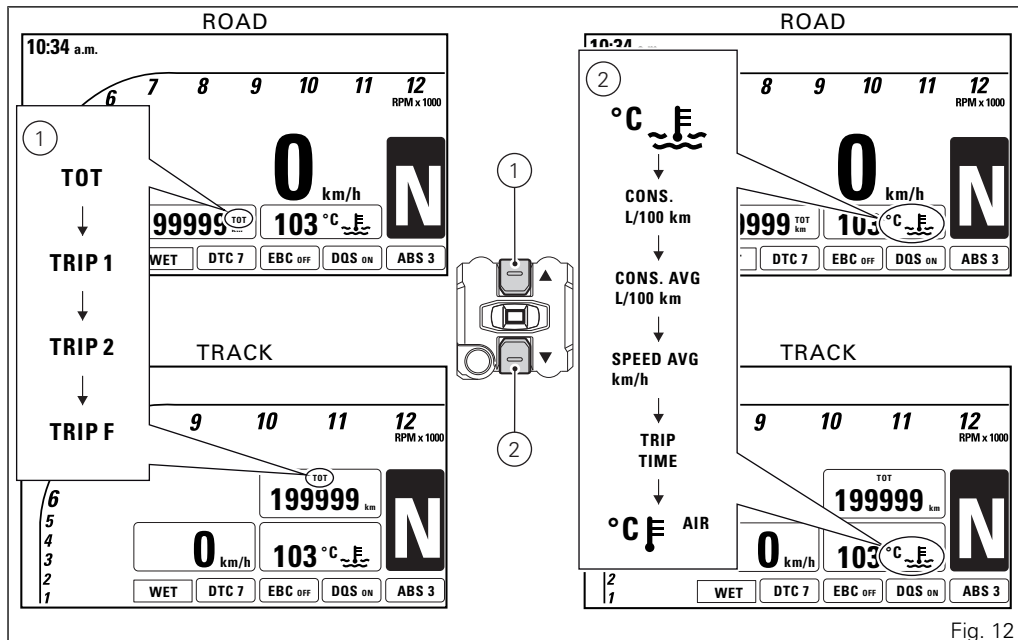 ROAD
10:34 a.m.
6 7 8 9 10 11 12
RPM x 1000
1
TOT
TRIP 1
TRIP 2
TRIP F
0 km/h
N
99999 TOT
103 °C
WET DTC 7 EBC OFF DQS ON ABS 3
TRACK
9 10 11 12
RPM x 1000
6
5
4
3
2
1
TOT
199999 km
N
0 km/h
103 °C
WET DTC 7 EBC OFF DQS ON ABS 3
1
2
ROAD
10:34 a.m.
8 9 10 11 12
RPM x 1000
2
°C
CONS.
L/100 km
CONS. AVG
L/100 km
SPEED AVG
km/h
TRIP
TIME
°C AIR
0 km/h
N
9999 TOT km
103 °C
DTC 7 EBC OFF DQS ON ABS 3
TRACK
9 10 11 12
RPM x 1000
TOT
199999 km
N
0 km/h
103 °C
2
1
WET DTC 7 EBC OFF DQS ON ABS 3
Fig. 12